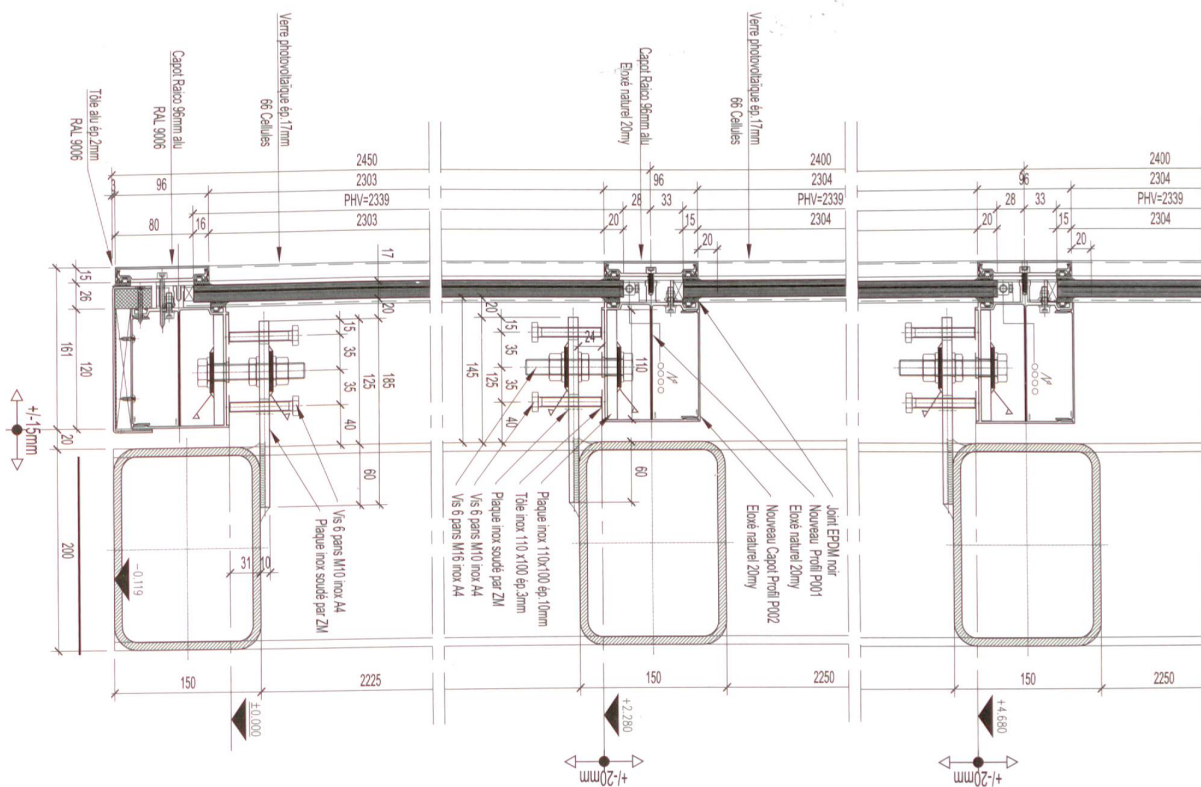 Tôle alu ép.2mm
RAL 9006
Capot Raico 96mm alu
RAL 9006
Verre photovoltaïque ép.17mm
66 Cellules
Capot Raico 96mm alu
Eloxé naturel 20my
Verre photovoltaïque ép.17mm
66 Cellules
2450
2400
2400
3
96
2303
96
2304
96
2304
PHV=2339
28
33
PHV=2339
28
33
PHV=2339
80
16
2303
20
15
2304
20
15
2304
20
20
17
15
26
161
120
20
+/-15mm
200
20
15
35
35
40
125
185
60
145
20
125
15
35
35
40
24
110
60
Vis 6 pans M10 inox A4
Plaque inox soudé par ZM
Vis 6 pans M16 inox A4
Vis 6 pans M10 inox A4
Plaque inox soudé par ZM
Tôle inox 110 x100 ép.3mm
Plaque inox 110x100 ép.10mm
Nouveau Capot Profil P002
Eloxé naturel 20my
Nouveau Profil P001
Eloxé naturel 20my
Joint EPDM noir
31
10
-0.119
150
2225
150
2250
150
2250
±0.000
+2.280
+4.680
+/-20mm
+/-20mm